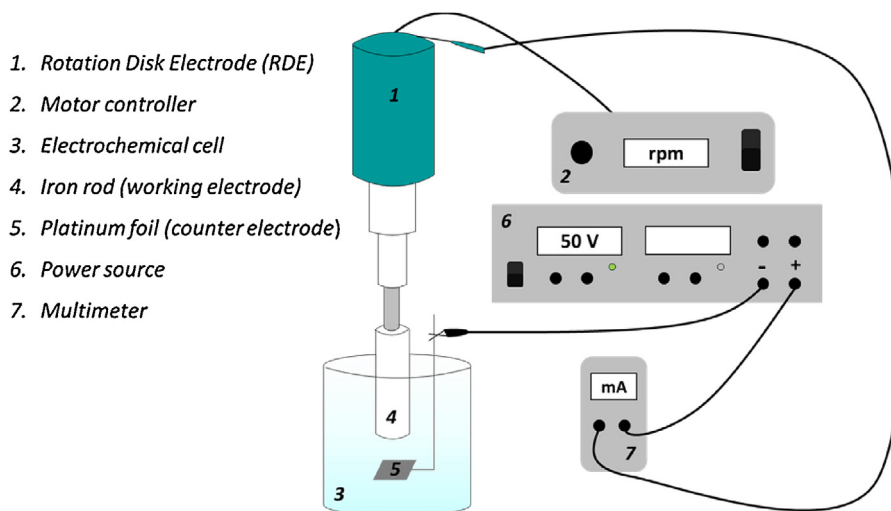 1. Rotation Disk Electrode (RDE)
2. Motor controller
3. Electrochemical cell
4. Iron rod (working electrode)
5. Platinum foil (counter electrode)
6. Power source
7. Multimeter
1
rpm
2
6
50 V
- +
mA
4
7
5
3